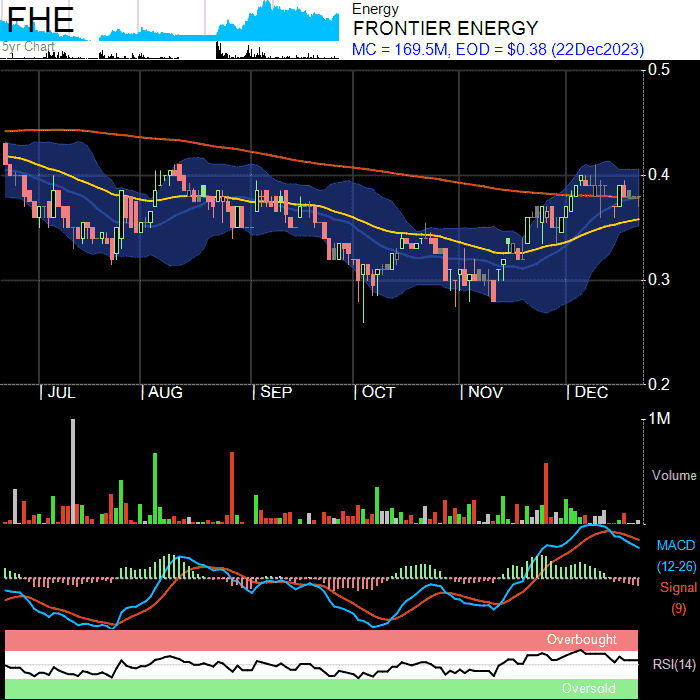 FHE
5yr Chart
Energy
FRONTIER ENERGY
MC = 169.5M, EOD = $0.38 (22Dec2023)
0.5
0.4
0.3
0.2
JUL AUG SEP OCT NOV DEC
1M
Volume
MACD
(12-26)
Signal
(9)
Overbought
RSI(14)
Oversold